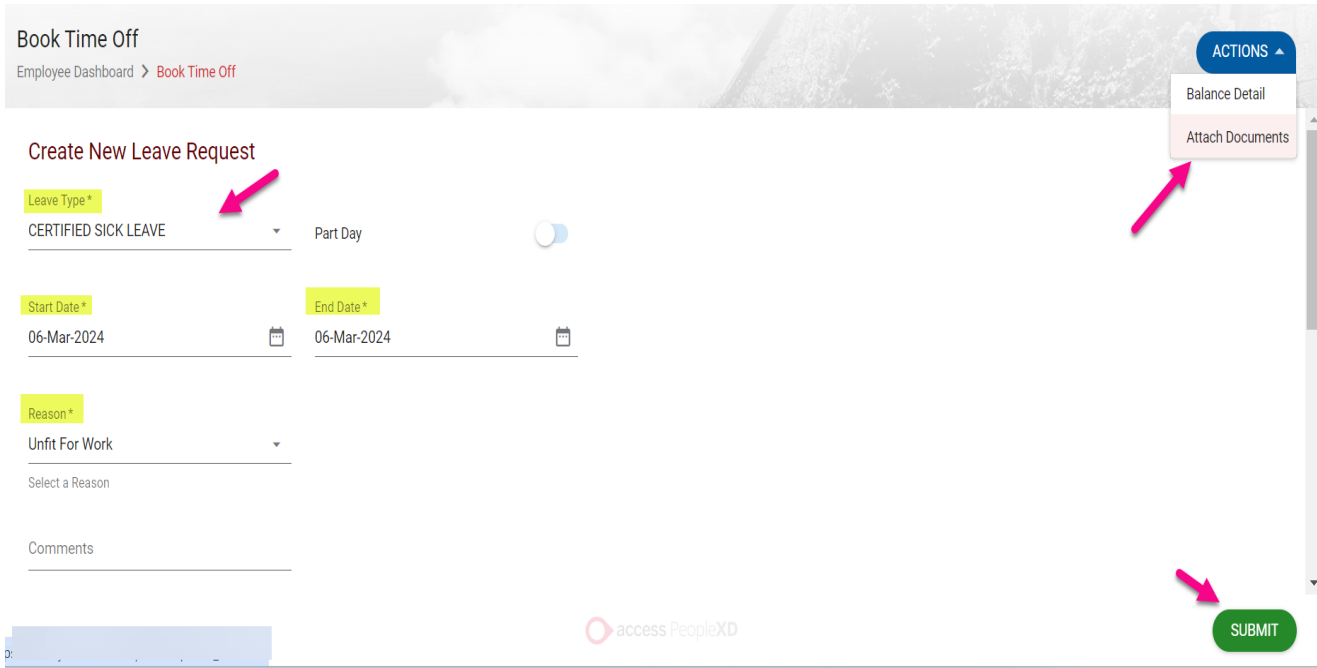 Book Time Off
Employee Dashboard > Book Time Off
ACTIONS
Balance Detail
Attach Documents
Create New Leave Request
Leave Type *
CERTIFIED SICK LEAVE
Part Day
Start Date *
06-Mar-2024
End Date *
06-Mar-2024
Reason *
Unfit For Work
Select a Reason
Comments
access PeopleXD
SUBMIT